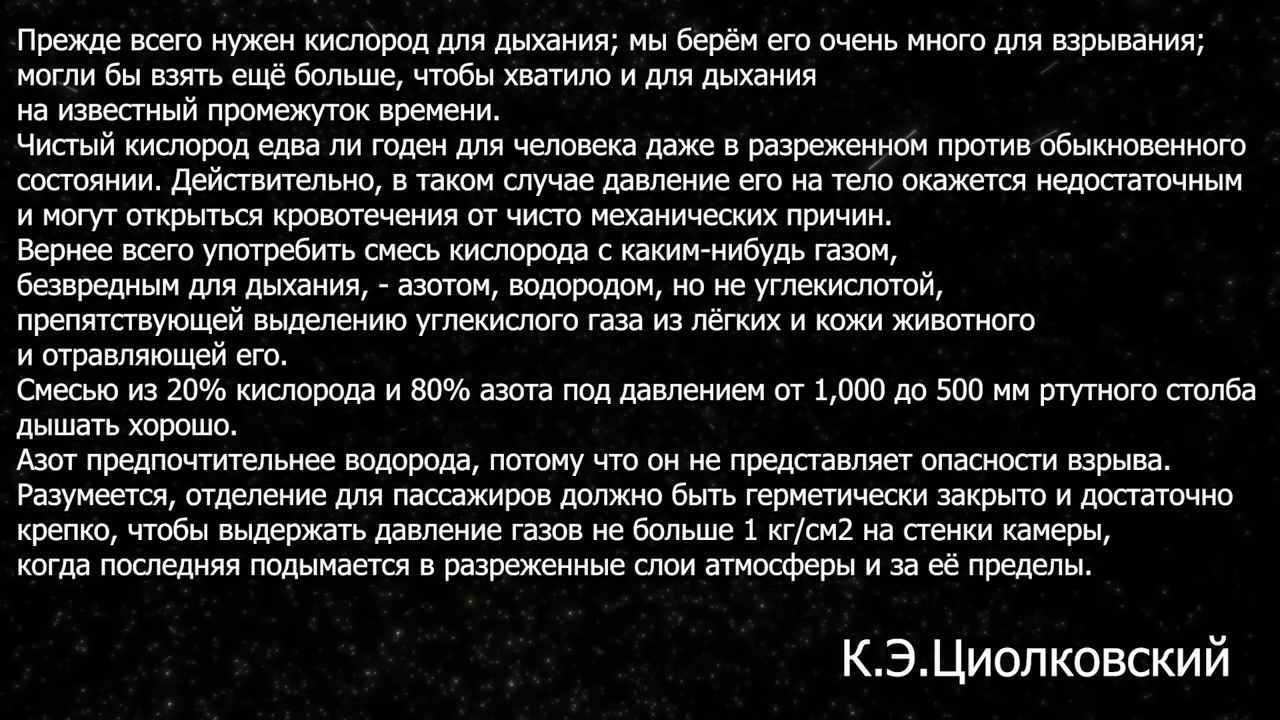 Прежде всего нужен кислород для дыхания; мы берём его очень много для взрывания;
могли бы взять ещё больше, чтобы хватило и для дыхания
на известный промежуток времени.
Чистый кислород едва ли годен для человека даже в разреженном против обыкновенного
состоянии. Действительно, в таком случае давление его на тело окажется недостаточным
и могут открыться кровотечения от чисто механических причин.
Вернее всего употребить смесь кислорода с каким-нибудь газом,
безвредным для дыхания, - азотом, водородом, но не углекислотой,
препятствующей выделению углекислого газа из лёгких и кожи животного
и отравляющей его.
Смесью из 20% кислорода и 80% азота под давлением от 1,000 до 500 мм ртутного столба
дышать хорошо.
Азот предпочтительнее водорода, потому что он не представляет опасности взрыва.
Разумеется, отделение для пассажиров должно быть герметически закрыто и достаточно
крепко, чтобы выдержать давление газов не больше 1 кг/см2 на стенки камеры,
когда последняя подымается в разреженные слои атмосферы и за её пределы.
К.Э.Циолковский